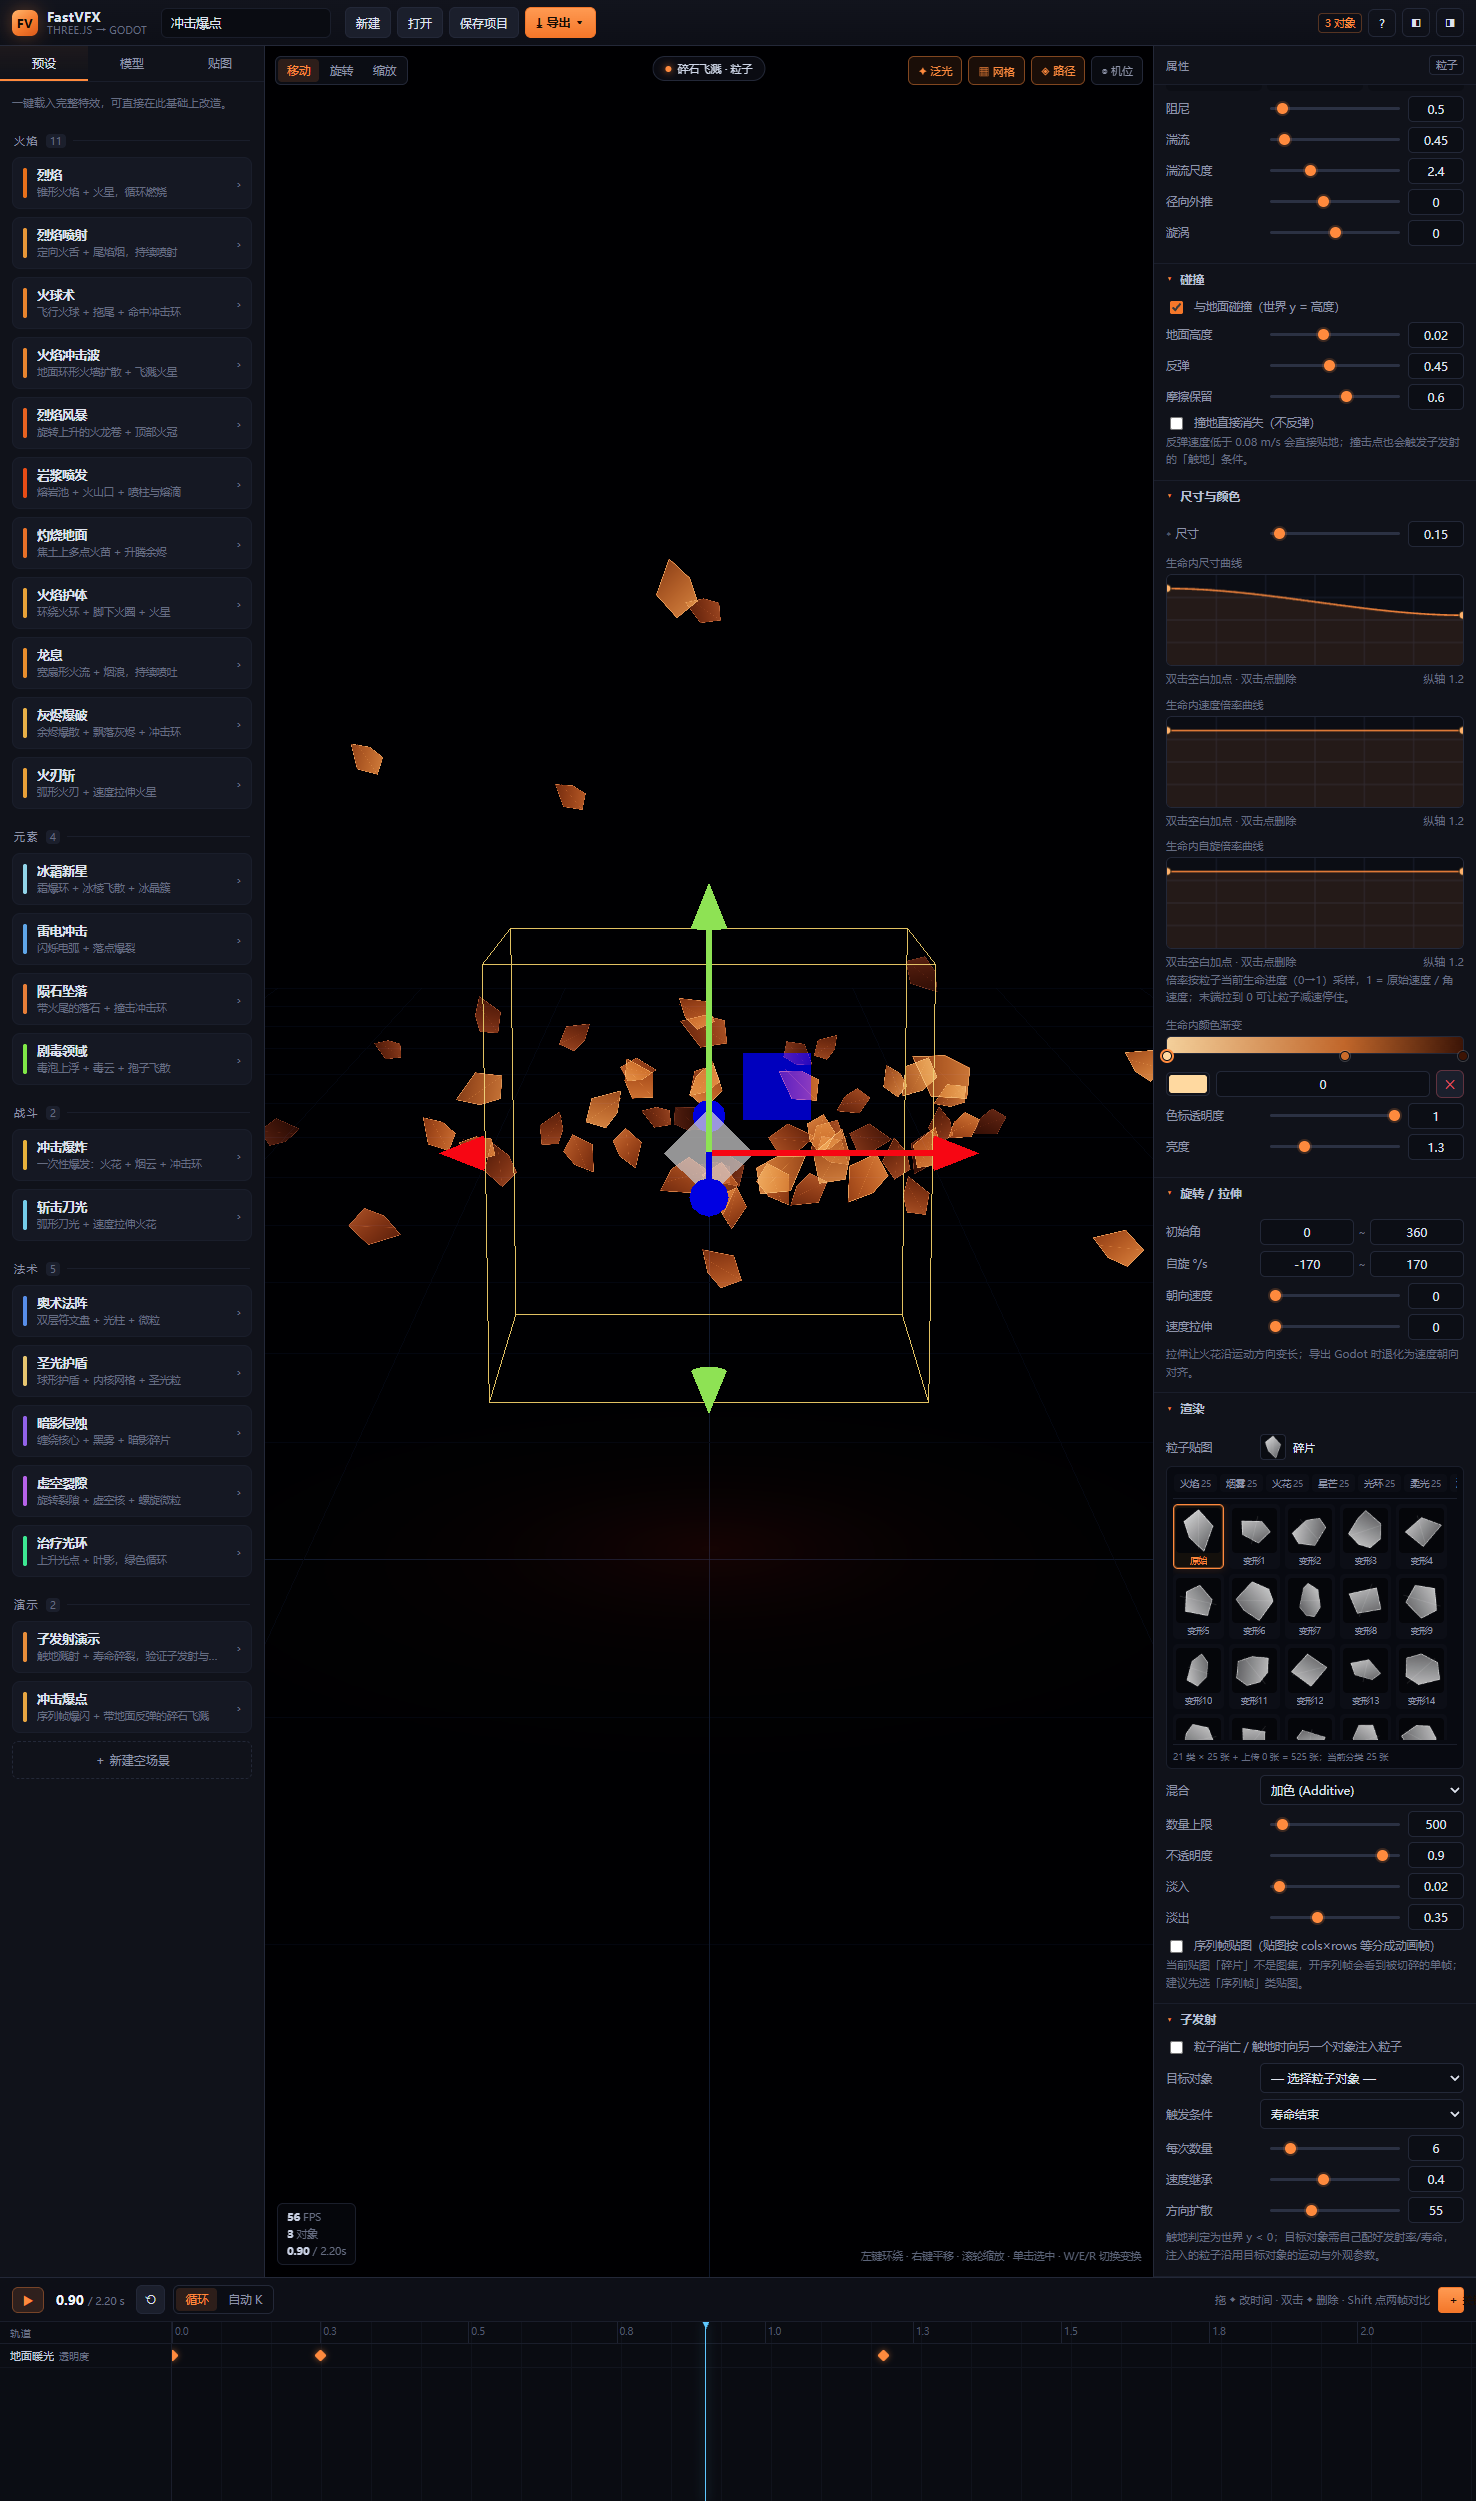 FV FastVFX
THREE.JS → GODOT
冲击爆点
新建 打开 保存项目 导出
3 对象 ?
预设 模型 贴图
一键载入完整特效，可直接在此基础上改造。
火焰 11
烈焰
锥形火焰 + 火星，循环燃烧
烈焰喷射
定向火舌 + 尾焰烟，持续喷射
火球术
飞行火球 + 拖尾 + 命中冲击环
火焰冲击波
地面环形火墙扩散 + 飞溅火星
烈焰风暴
旋转上升的火龙卷 + 顶部火冠
岩浆喷发
熔岩池 + 火山口 + 喷柱与熔滴
灼烧地面
焦土上多点火苗 + 升腾余烬
火焰护体
环绕火环 + 脚下火圈 + 火星
龙息
宽扇形火流 + 烟浪，持续喷吐
灰烬爆破
余烬爆散 + 飘落灰烬 + 冲击环
火刃斩
弧形火刃 + 速度拉伸火星
元素 4
冰霜新星
霜爆环 + 冰棱飞散 + 冰晶簇
雷电冲击
闪烁电弧 + 落点爆裂
陨石坠落
带火尾的落石 + 撞击冲击环
剧毒领域
毒泡上浮 + 毒云 + 孢子飞散
战斗 2
冲击爆炸
一次性爆发：火花 + 烟云 + 冲击环
斩击刀光
弧形刀光 + 速度拉伸火花
法术 5
奥术法阵
双层符文盘 + 光柱 + 微粒
圣光护盾
球形护盾 + 内核网格 + 圣光粒
暗影侵蚀
缠绕核心 + 黑雾 + 暗影碎片
虚空裂隙
旋转裂隙 + 虚空核 + 螺旋微粒
治疗光环
上升光点 + 叶影，绿色循环
演示 2
子发射演示
触地溅射 + 寿命碎裂，验证子发射与...
冲击爆点
序列帧爆闪 + 带地面反弹的碎石飞溅
+ 新建空场景
移动 旋转 缩放
碎石飞溅 · 粒子
泛光 网格 路径 机位
56 FPS
3 对象
0.90 / 2.20s
左键环绕 · 右键平移 · 滚轮缩放 · 单击选中 · W/E/R 切换变换
属性 粒子
阻尼 0.5
湍流 0.45
湍流尺度 2.4
径向外推 0
漩涡 0
碰撞
与地面碰撞（世界 y = 高度）
地面高度 0.02
反弹 0.45
摩擦保留 0.6
撞地直接消失（不反弹）
反弹速度低于 0.08 m/s 会直接贴地；撞击点也会触发子发射
的「触地」条件。
尺寸与颜色
尺寸 0.15
生命内尺寸曲线
双击空白加点 · 双击点删除 纵轴 1.2
生命内速度倍率曲线
双击空白加点 · 双击点删除 纵轴 1.2
生命内自旋倍率曲线
双击空白加点 · 双击点删除 纵轴 1.2
倍率按粒子当前生命进度（0→1）采样，1 = 原始速度 / 角
速度；末端拉到 0 可让粒子减速停住。
生命内颜色渐变
0
色标透明度 1
亮度 1.3
旋转 / 拉伸
初始角 0 ~ 360
自旋 °/s -170 ~ 170
朝向速度 0
速度拉伸 0
拉伸让火花沿运动方向变长；导出 Godot 时退化为速度朝向
对齐。
渲染
粒子贴图 碎片
火焰 25 烟雾 25 火花 25 星芒 25 光环 25 柔光 25
原始 变形1 变形2 变形3 变形4
变形5 变形6 变形7 变形8 变形9
变形10 变形11 变形12 变形13 变形14
21 类 × 25 张 + 上传 0 张 = 525 张；当前分类 25 张
混合 加色 (Additive)
数量上限 500
不透明度 0.9
淡入 0.02
淡出 0.35
序列帧贴图（贴图按 cols×rows 等分成动画帧）
当前贴图「碎片」不是图集，开序列帧会看到被切碎的单帧；
建议先选「序列帧」类贴图。
子发射
粒子消亡 / 触地时向另一个对象注入粒子
目标对象 — 选择粒子对象 —
触发条件 寿命结束
每次数量 6
速度继承 0.4
方向扩散 55
触地判定为世界 y < 0；目标对象需自己配好发射率/寿命，
注入的粒子沿用目标对象的运动与外观参数。
0.90 / 2.20 s 循环 自动 K
拖 ◆ 改时间 · 双击 ◆ 删除 · Shift 点两帧对比 +
轨道 0.0 0.3 0.5 0.8 1.0 1.3 1.5 1.8 2.0
地面暖光 透明度